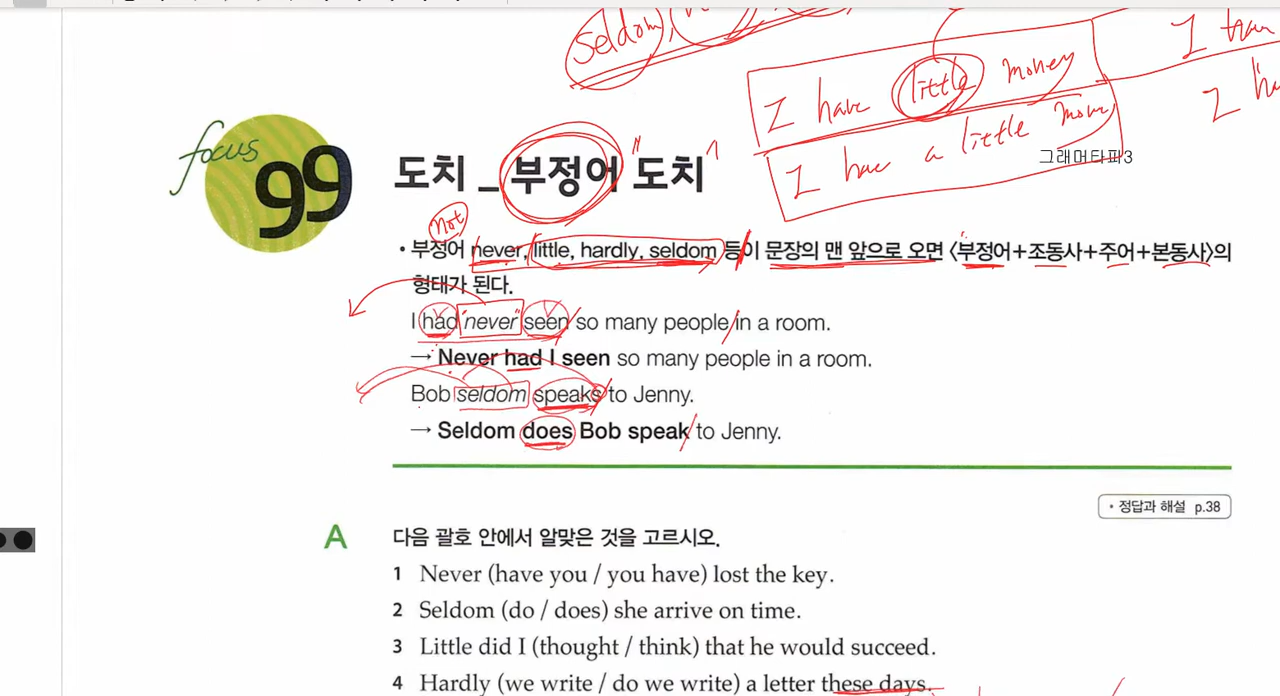 seldom,
I have little money
I have a little mone
그래머타파3
focus
99
도치 _ 부정어 도치
Not
• 부정어 never, little, hardly, seldom 등이 문장의 맨 앞으로 오면 〈부정어+조동사+주어+본동사〉의
형태가 된다.
I had never seen so many people in a room.
→ Never had I seen so many people in a room.
Bob seldom speaks to Jenny.
→ Seldom does Bob speak to Jenny.
• 정답과 해설 p.38
A 다음 괄호 안에서 알맞은 것을 고르시오.
1 Never (have you / you have) lost the key.
2 Seldom (do / does) she arrive on time.
3 Little did I (thought / think) that he would succeed.
4 Hardly (we write / do we write) a letter these days.